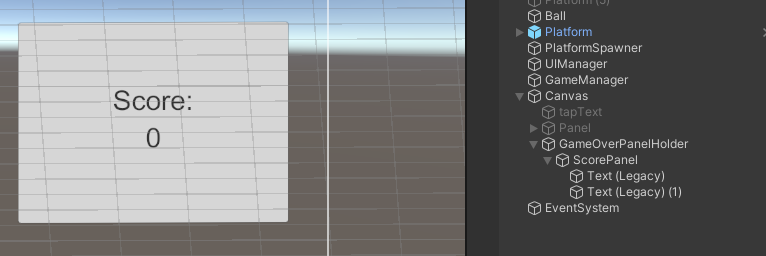 Score:
0
Platform (5)
Ball
Platform
PlatformSpawner
UIManager
GameManager
Canvas
tapText
Panel
GameOverPanelHolder
ScorePanel
Text (Legacy)
Text (Legacy) (1)
EventSystem